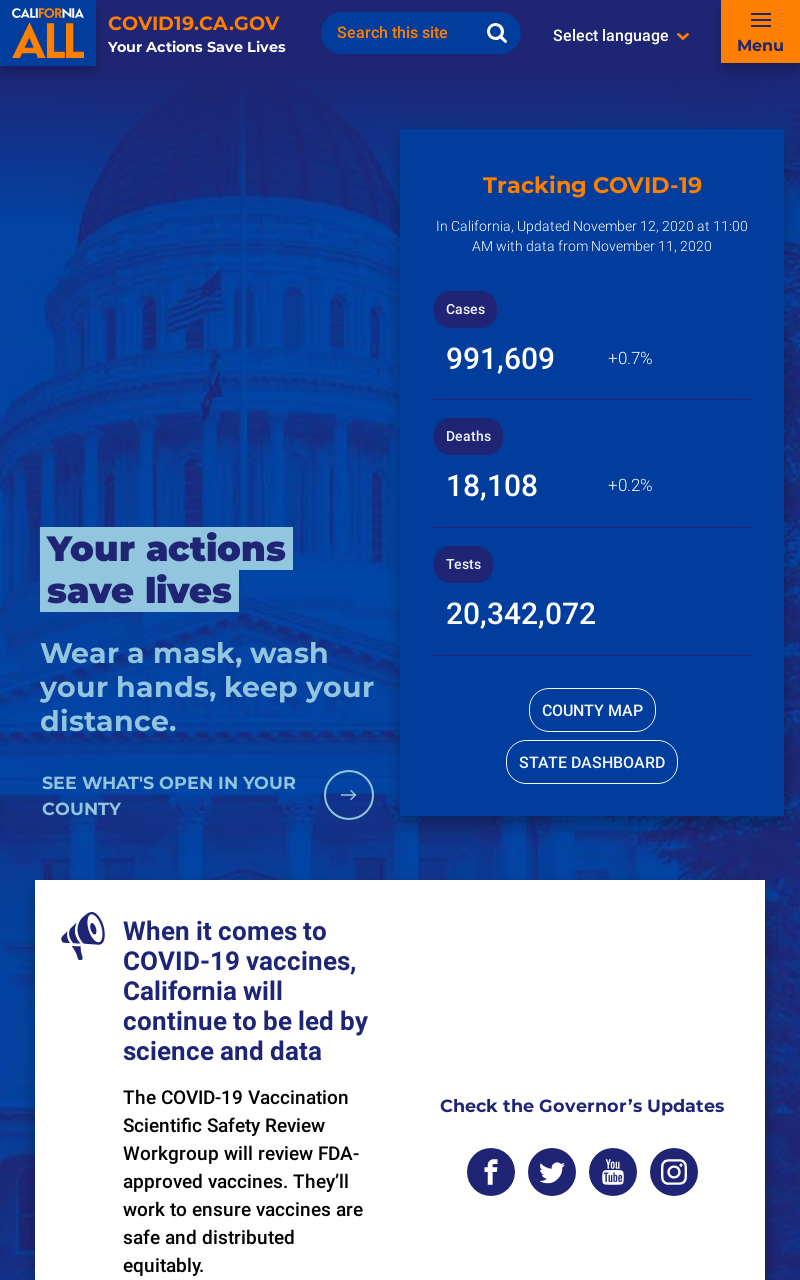 CALIFORNIA
ALL
COVID19.CA.GOV
Your Actions Save Lives
Search this site
Select language
Menu
Tracking COVID-19
In California, Updated November 12, 2020 at 11:00
AM with data from November 11, 2020
Cases
991,609 +0.7%
Deaths
18,108 +0.2%
Tests
20,342,072
COUNTY MAP
STATE DASHBOARD
Your actions
save lives
Wear a mask, wash
your hands, keep your
distance.
SEE WHAT'S OPEN IN YOUR
COUNTY
When it comes to
COVID-19 vaccines,
California will
continue to be led by
science and data
The COVID-19 Vaccination
Scientific Safety Review
Workgroup will review FDA-
approved vaccines. They’ll
work to ensure vaccines are
safe and distributed
equitably.
Check the Governor’s Updates
You
Tube